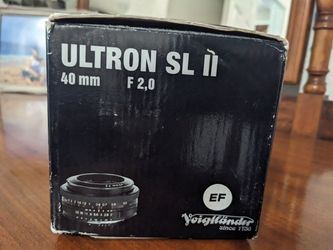 ULTRON SL II
40 mm F 2,0
EF
Voigtländer
since 1756